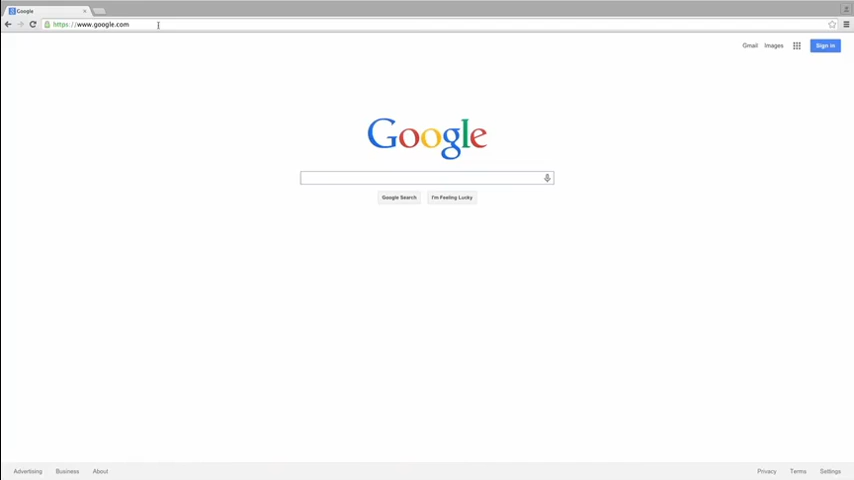 Google
https://www.google.com
Gmail Images Sign in
Google
Google Search I'm Feeling Lucky
Advertising Business About Privacy Terms Settings